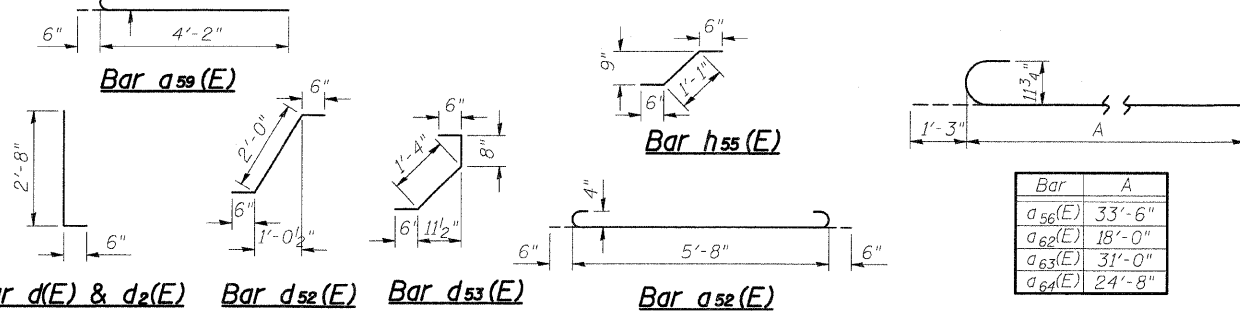 6"
4'-2"
Bar a59(E)
2'-8"
6"
ar d(E) & d2(E)
2'-0"
6"
6"
1'-0½"
Bar d52(E)
1'-4"
6"
8"
6"
11½"
Bar d53(E)
6"
9"
1'-1"
6"
Bar h55(E)
4"
6"
5'-8"
6"
Bar a52(E)
11¾"
1'-3"
A
Bar A
a56(E) 33'-6"
a62(E) 18'-0"
a63(E) 31'-0"
a64(E) 24'-8"